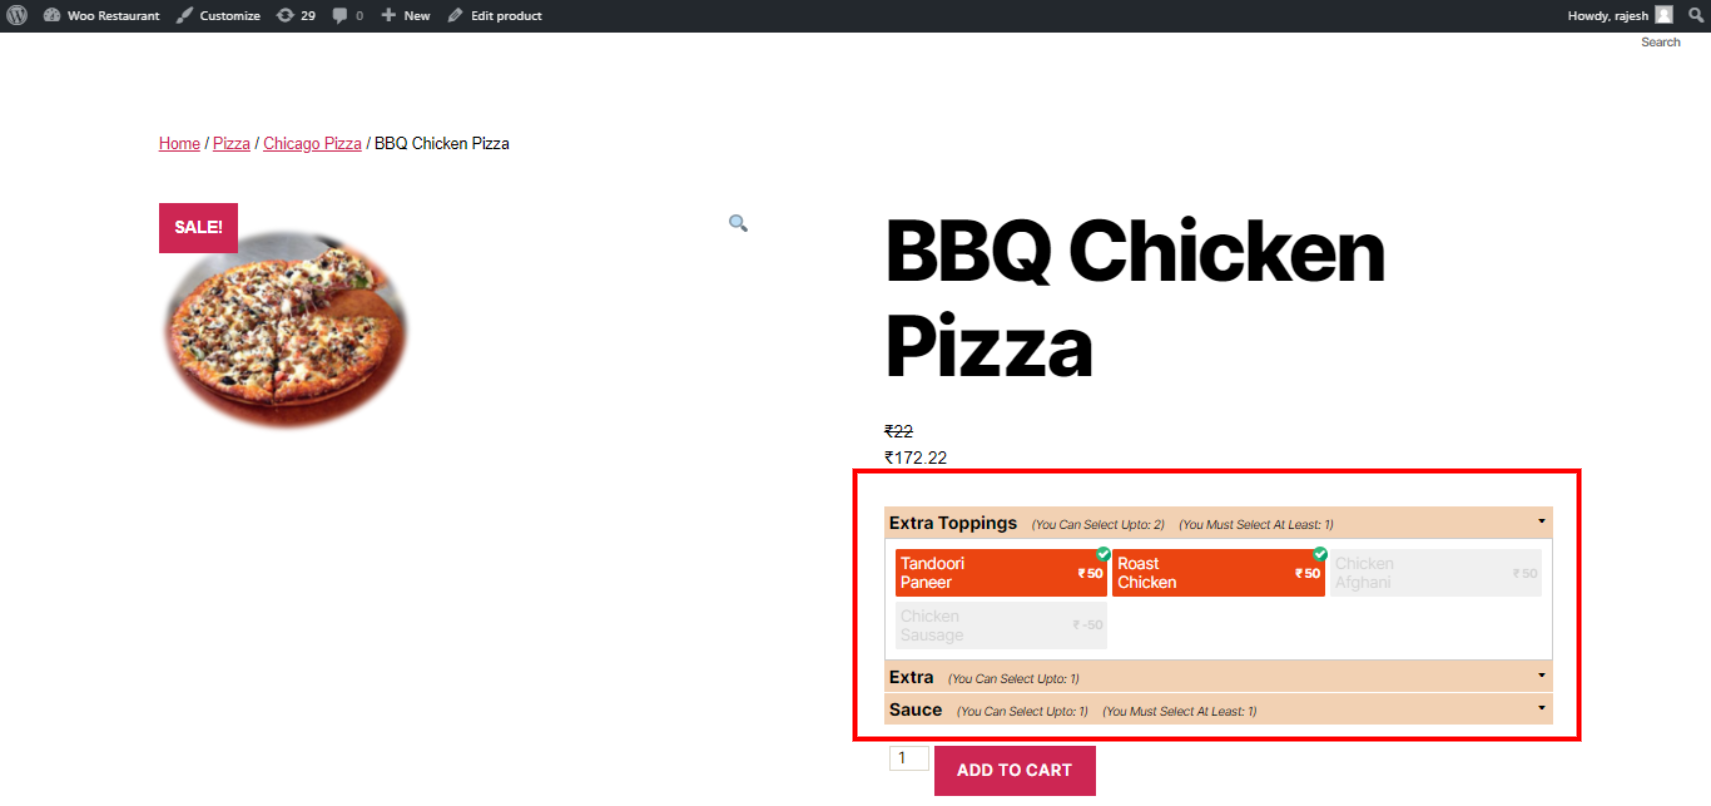 Woo Restaurant Customize 29 0 New Edit product Howdy, rajesh
Search
Home / Pizza / Chicago Pizza / BBQ Chicken Pizza
SALE!
BBQ Chicken
Pizza
₹22
₹172.22
Extra Toppings (You Can Select Upto: 2) (You Must Select At Least: 1)
Tandoori
Paneer
₹ 50
Roast
Chicken
₹ 50
Chicken
Afghani
₹ 50
Chicken
Sausage
₹ -50
Extra (You Can Select Upto: 1)
Sauce (You Can Select Upto: 1) (You Must Select At Least: 1)
1
ADD TO CART